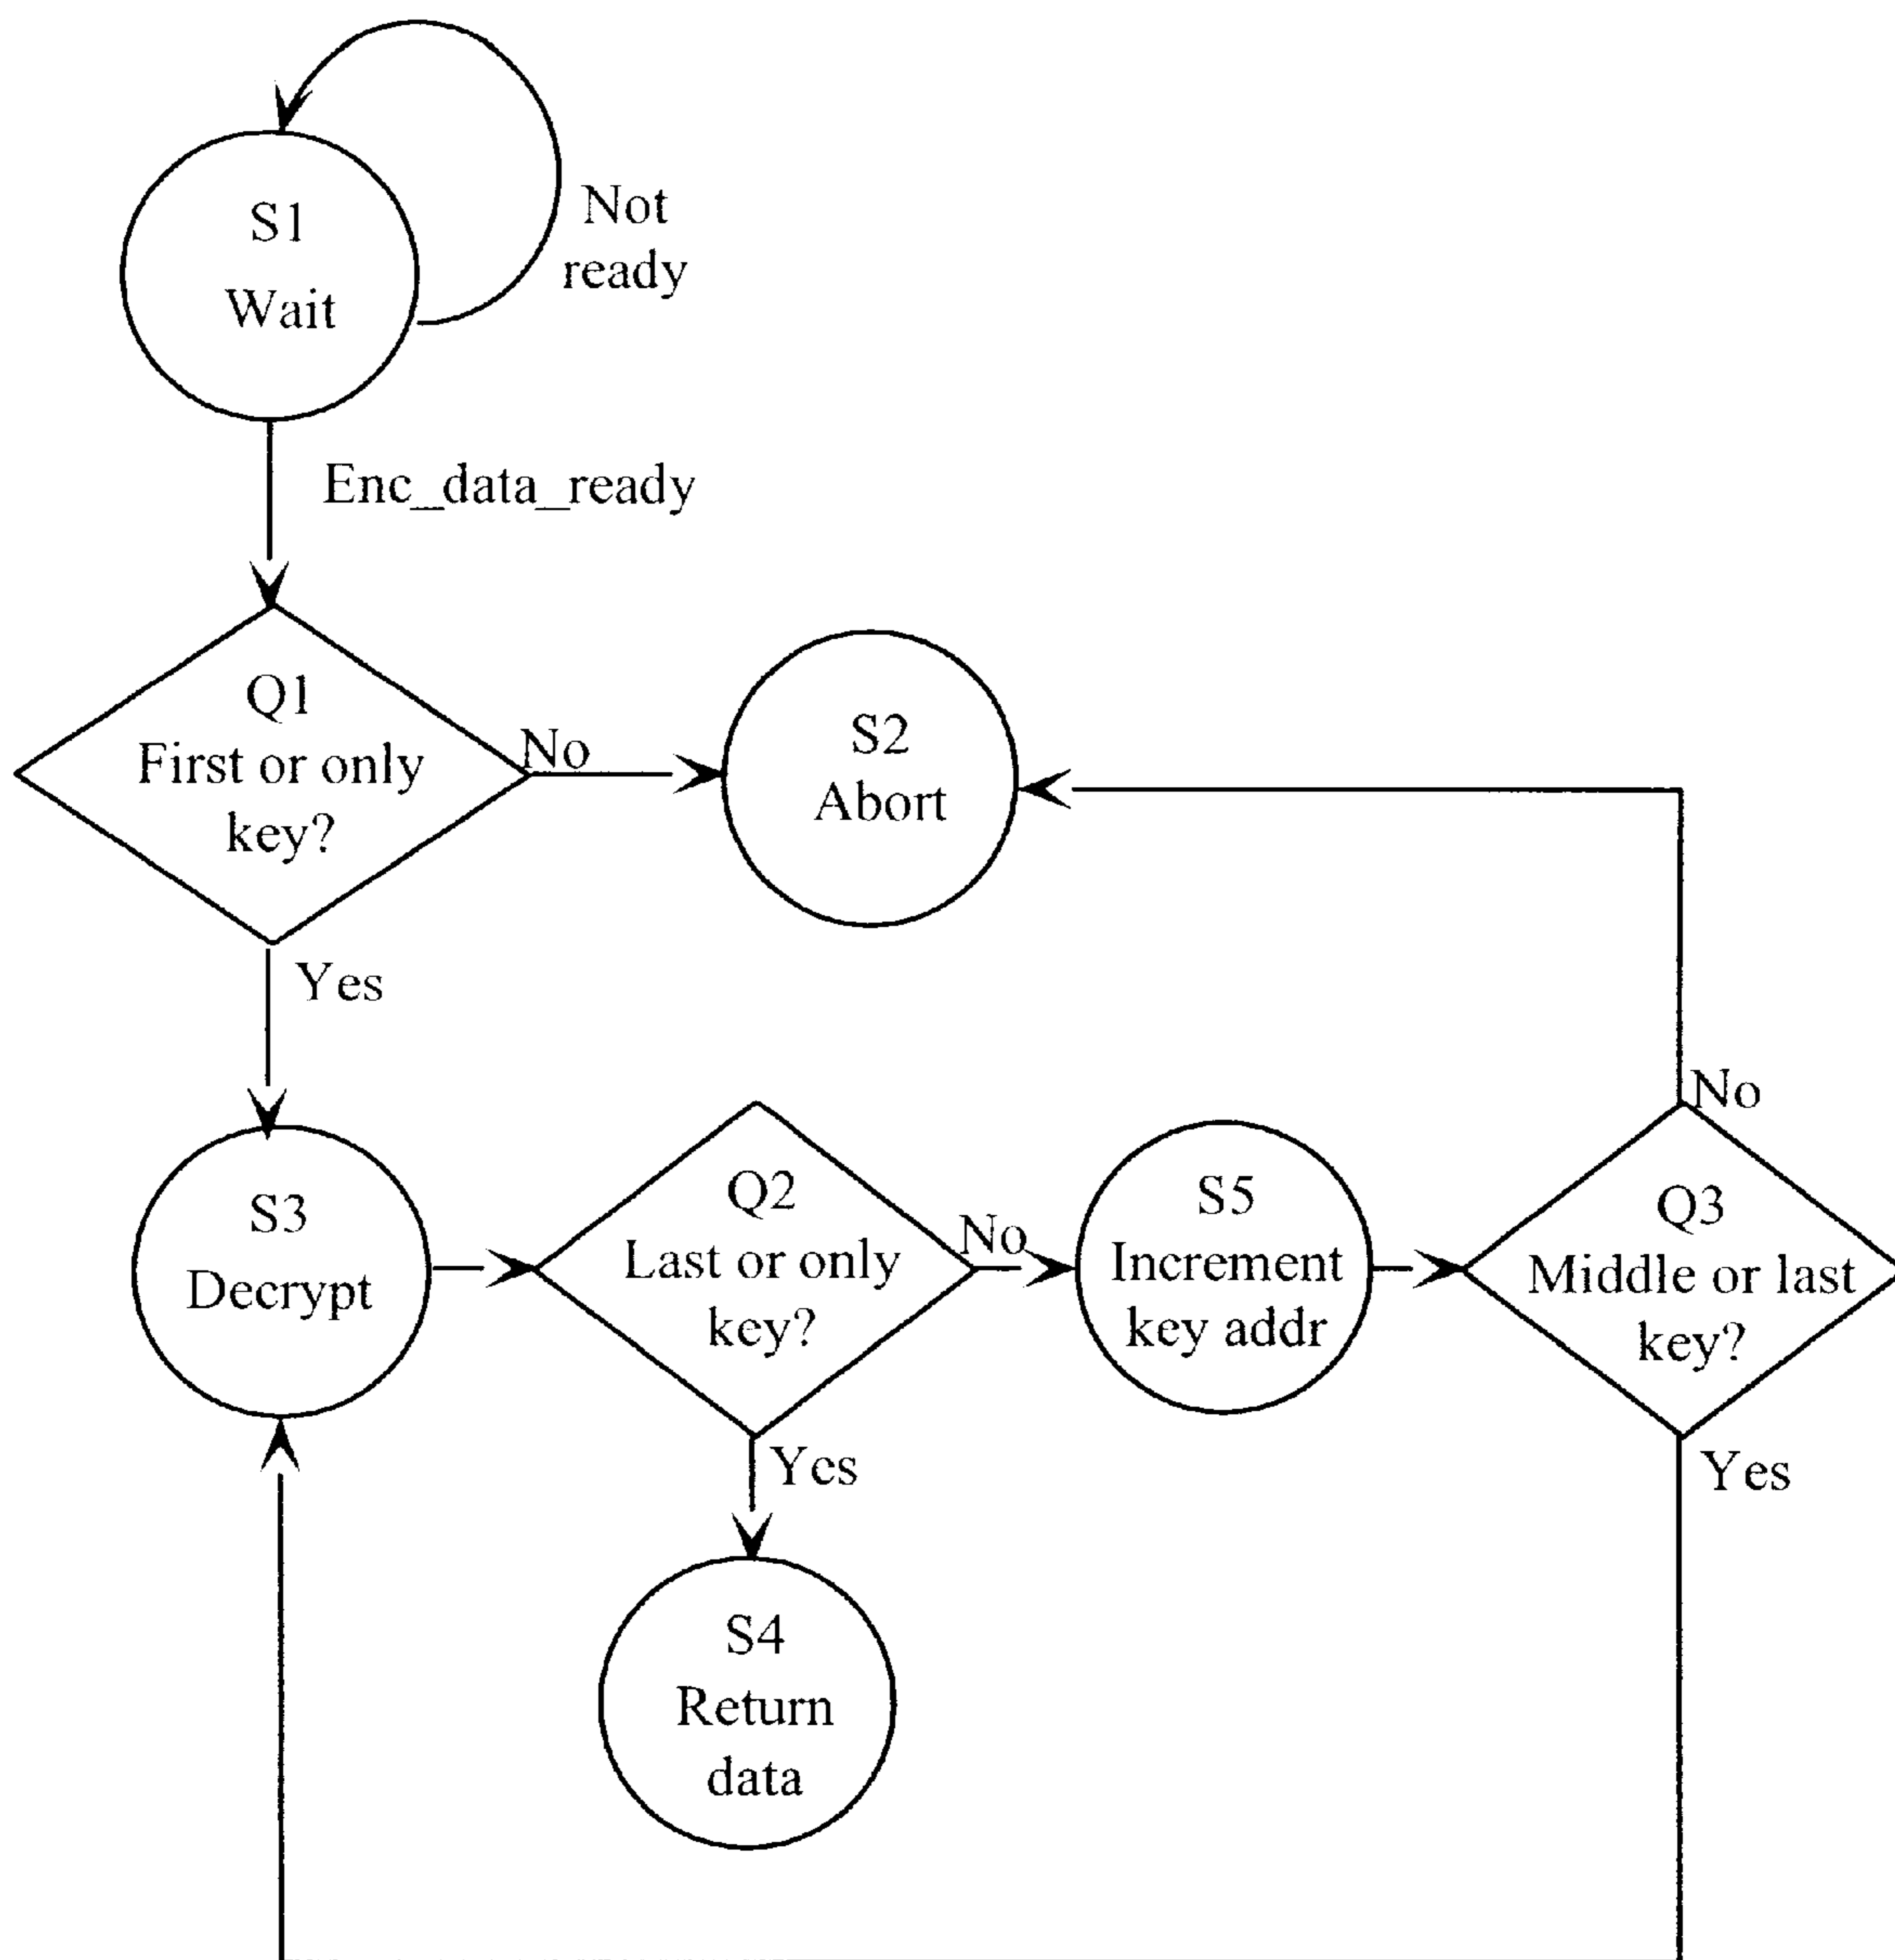 S1
Wait
Not
ready
Enc_data_ready
Q1
First or only
key?
No
S2
Abort
Yes
No
S3
Decrypt
Q2
Last or only
key?
No
S5
Increment
key addr
Q3
Middle or last
key?
Yes
Yes
S4
Return
data